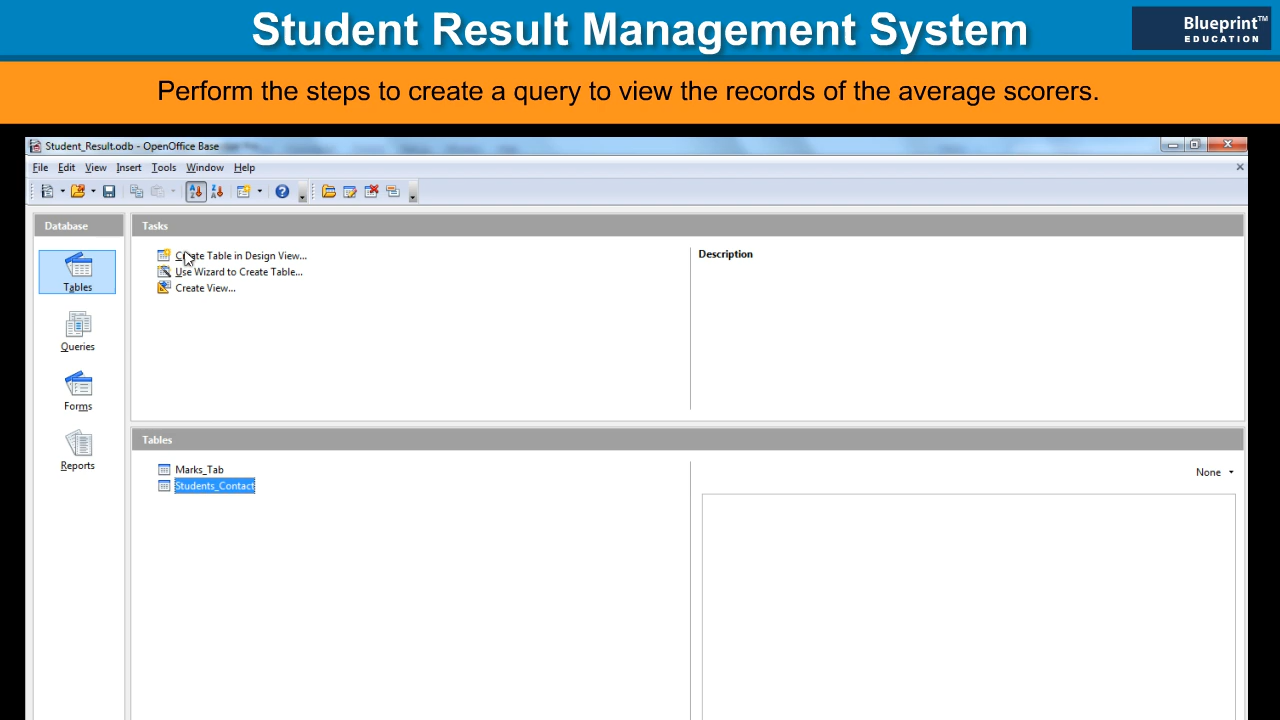 Student Result Management System
Blueprint™
EDUCATION
Perform the steps to create a query to view the records of the average scorers.
Student_Result.odb - OpenOffice Base
File Edit View Insert Tools Window Help
Database
Tasks
Create Table in Design View...
Use Wizard to Create Table...
Create View...
Description
Tables
Queries
Forms
Reports
Tables
Marks_Tab
Students_Contact
None